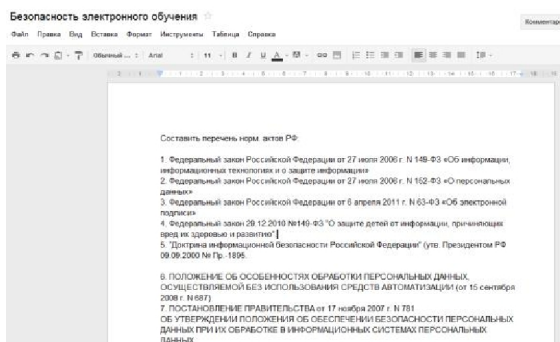 Безопасность электронного обучения
Комментар
Файл Правка Вид Вставка Формат Инструменты Таблица Справка
Обычный ... Arial 11 B I U A
Составить перечень норм. актов РФ:
1. Федеральный закон Российской Федерации от 27 июля 2006 г. N 149-ФЗ «Об информации,
информационных технологиях и о защите информации»
2. Федеральный закон Российской Федерации от 27 июля 2006 г. N 152-ФЗ «О персональных
данных»
3. Федеральный закон Российской Федерации от 6 апреля 2011 г. N 63-ФЗ «Об электронной
подписи»
4. Федеральный закон 29.12.2010 №149-ФЗ "О защите детей от информации, причиняющих
вред их здоровью и развитию"
5. "Доктрина информационной безопасности Российской Федерации" (утв. Президентом РФ
09.09.2000 № Пр.-1895.
6. ПОЛОЖЕНИЕ ОБ ОСОБЕННОСТЯХ ОБРАБОТКИ ПЕРСОНАЛЬНЫХ ДАННЫХ,
ОСУЩЕСТВЛЯЕМОЙ БЕЗ ИСПОЛЬЗОВАНИЯ СРЕДСТВ АВТОМАТИЗАЦИИ (от 15 сентября
2008 г. N 687)
7. ПОСТАНОВЛЕНИЕ ПРАВИТЕЛЬСТВА от 17 ноября 2007 г. N 781
ОБ УТВЕРЖДЕНИИ ПОЛОЖЕНИЯ ОБ ОБЕСПЕЧЕНИИ БЕЗОПАСНОСТИ ПЕРСОНАЛЬНЫХ
ДАННЫХ ПРИ ИХ ОБРАБОТКЕ В ИНФОРМАЦИОННЫХ СИСТЕМАХ ПЕРСОНАЛЬНЫХ
ДАННЫХ